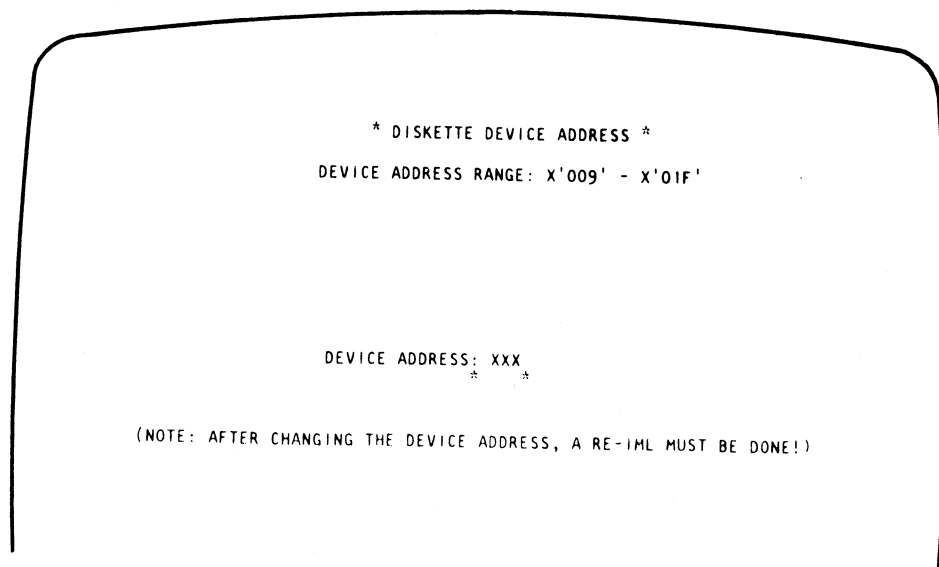 * DISKETTE DEVICE ADDRESS *
DEVICE ADDRESS RANGE: X'009' - X'01F'
DEVICE ADDRESS: XXX
* *
(NOTE: AFTER CHANGING THE DEVICE ADDRESS, A RE-IML MUST BE DONE!)